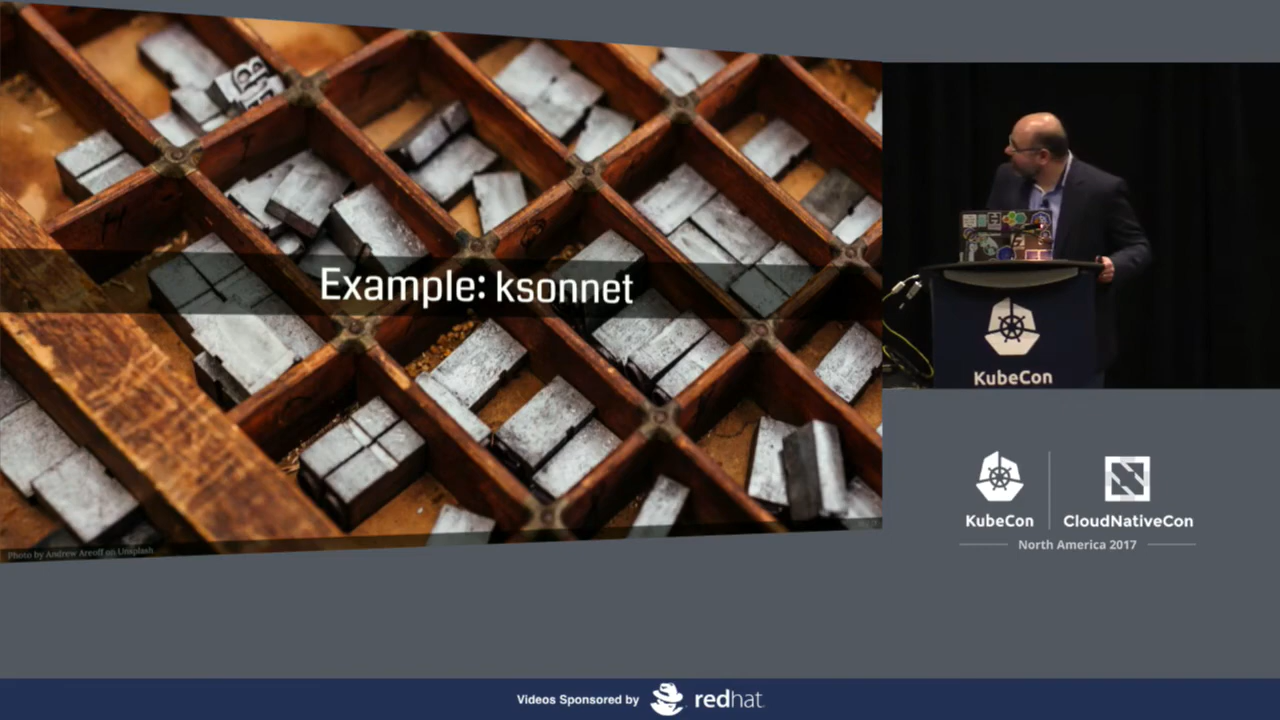 Example: ksonnet
Photo by Andrew Areoff on Unsplash
KubeCon
KubeCon
CloudNativeCon
North America 2017
Videos Sponsored by
redhat.